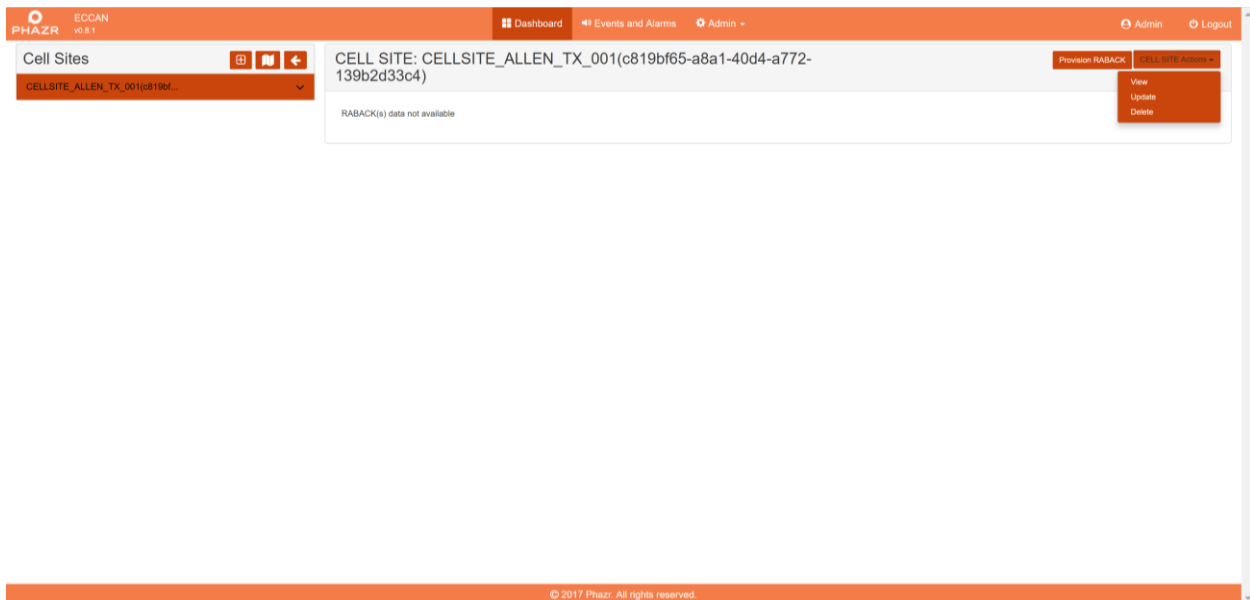 PHAZR
ECCAN
v0.8.1
Dashboard
Events and Alarms
Admin
Admin
Logout
Cell Sites
CELLSITE_ALLEN_TX_001(c819bf...
CELL SITE: CELLSITE_ALLEN_TX_001(c819bf65-a8a1-40d4-a772-
139b2d33c4)
Provision RABACK
CELL SITE Actions
View
Update
Delete
RABACK(s) data not available
© 2017 Phazr. All rights reserved.